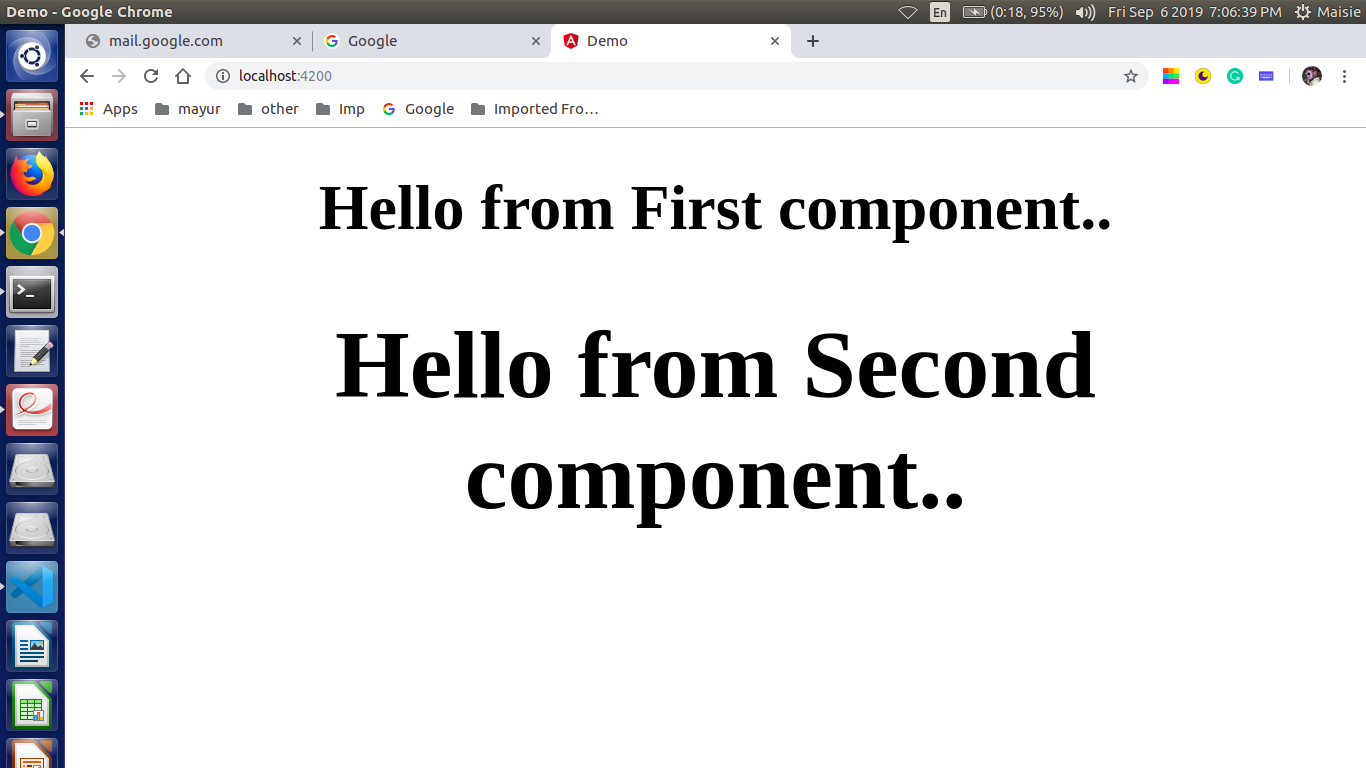 Demo - Google Chrome En (0:18, 95%) Fri Sep 6 2019 7:06:39 PM Maisie
mail.google.com Google Demo
localhost:4200
Apps mayur other Imp Google Imported Fro…
Hello from First component..
Hello from Second
component..